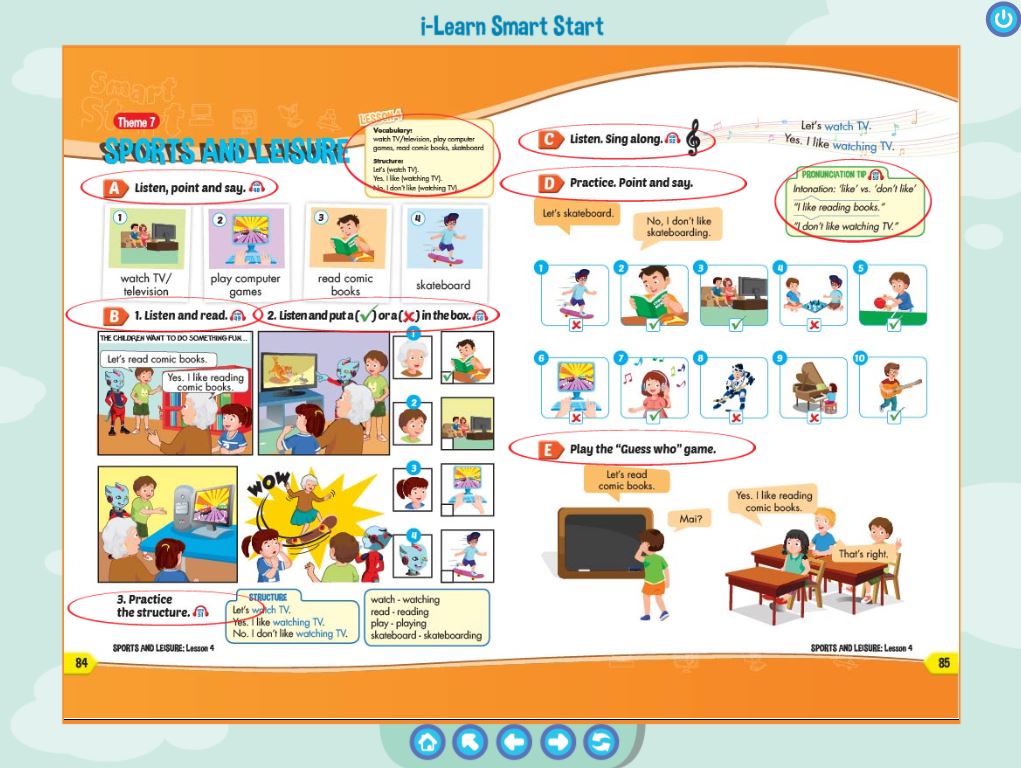 i-Learn Smart Start
Smart
Start
Theme 7
SPORTS AND LEISURE
LESSON 4
Vocabulary:
watch TV/television, play computer
games, read comic books, skateboard
Structure:
Let's (watch TV).
Yes. I like (watching TV).
No. I don't like (watching TV).
A Listen, point and say. 48
1
2
3
4
watch TV/
television
play computer
games
read comic
books
skateboard
B 1. Listen and read. 49
2. Listen and put a (✓) or a (✗) in the box. 50
THE CHILDREN WANT TO DO SOMETHING FUN...
Let's read comic books.
Yes. I like reading
comic books.
WOW
1
2
3
4
3. Practice
the structure. 51
STRUCTURE
Let's watch TV.
Yes. I like watching TV.
No. I don't like watching TV.
watch - watching
read - reading
play - playing
skateboard - skateboarding
SPORTS AND LEISURE: Lesson 4
84
C Listen. Sing along. 52
Let's watch TV.
Yes. I like watching TV.
D Practice. Point and say.
PRONUNCIATION TIP 53
Intonation: 'like' vs. 'don't like'
"I like reading books."
"I don't like watching TV."
Let's skateboard.
No, I don't like
skateboarding.
1
2
3
4
5
6
7
8
9
10
E Play the "Guess who" game.
Let's read
comic books.
Mai?
Yes. I like reading
comic books.
That's right.
SPORTS AND LEISURE: Lesson 4
85